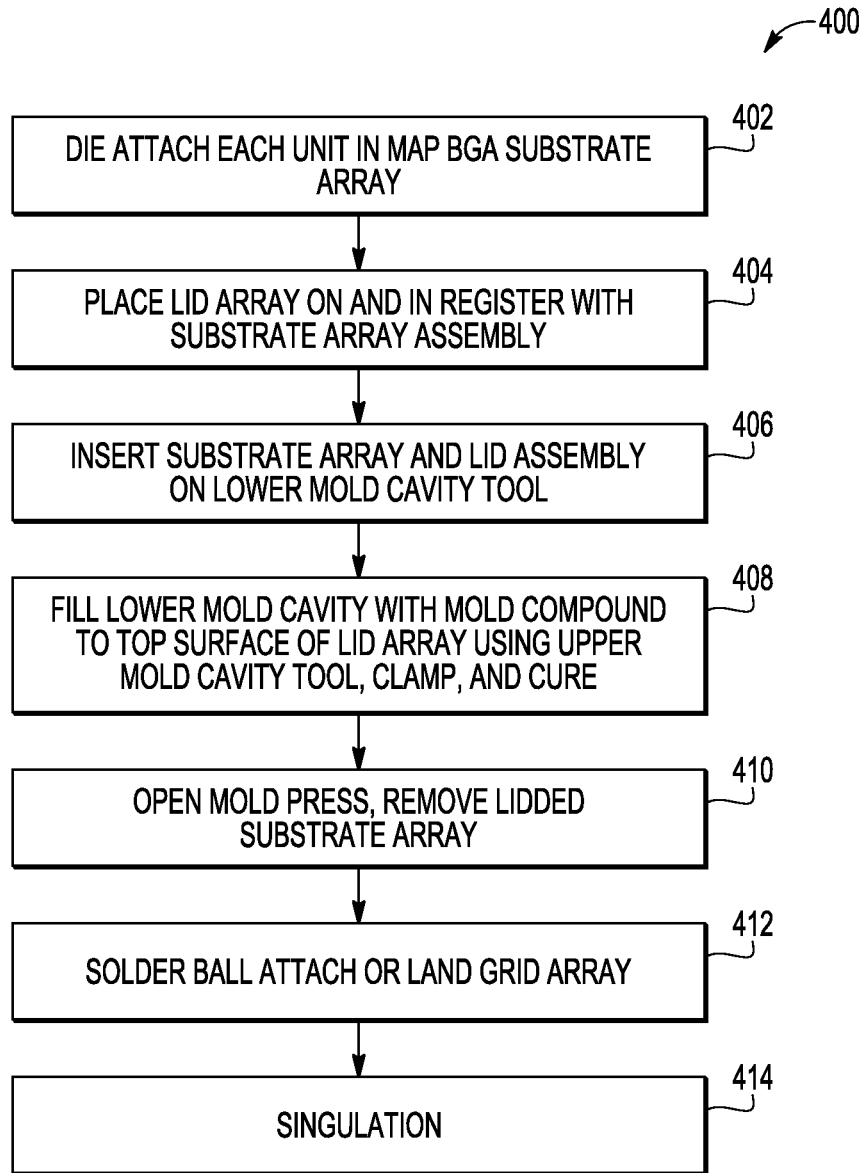 400
402
DIE ATTACH EACH UNIT IN MAP BGA SUBSTRATE
ARRAY
404
PLACE LID ARRAY ON AND IN REGISTER WITH
SUBSTRATE ARRAY ASSEMBLY
406
INSERT SUBSTRATE ARRAY AND LID ASSEMBLY
ON LOWER MOLD CAVITY TOOL
408
FILL LOWER MOLD CAVITY WITH MOLD COMPOUND
TO TOP SURFACE OF LID ARRAY USING UPPER
MOLD CAVITY TOOL, CLAMP, AND CURE
410
OPEN MOLD PRESS, REMOVE LIDDED
SUBSTRATE ARRAY
412
SOLDER BALL ATTACH OR LAND GRID ARRAY
414
SINGULATION